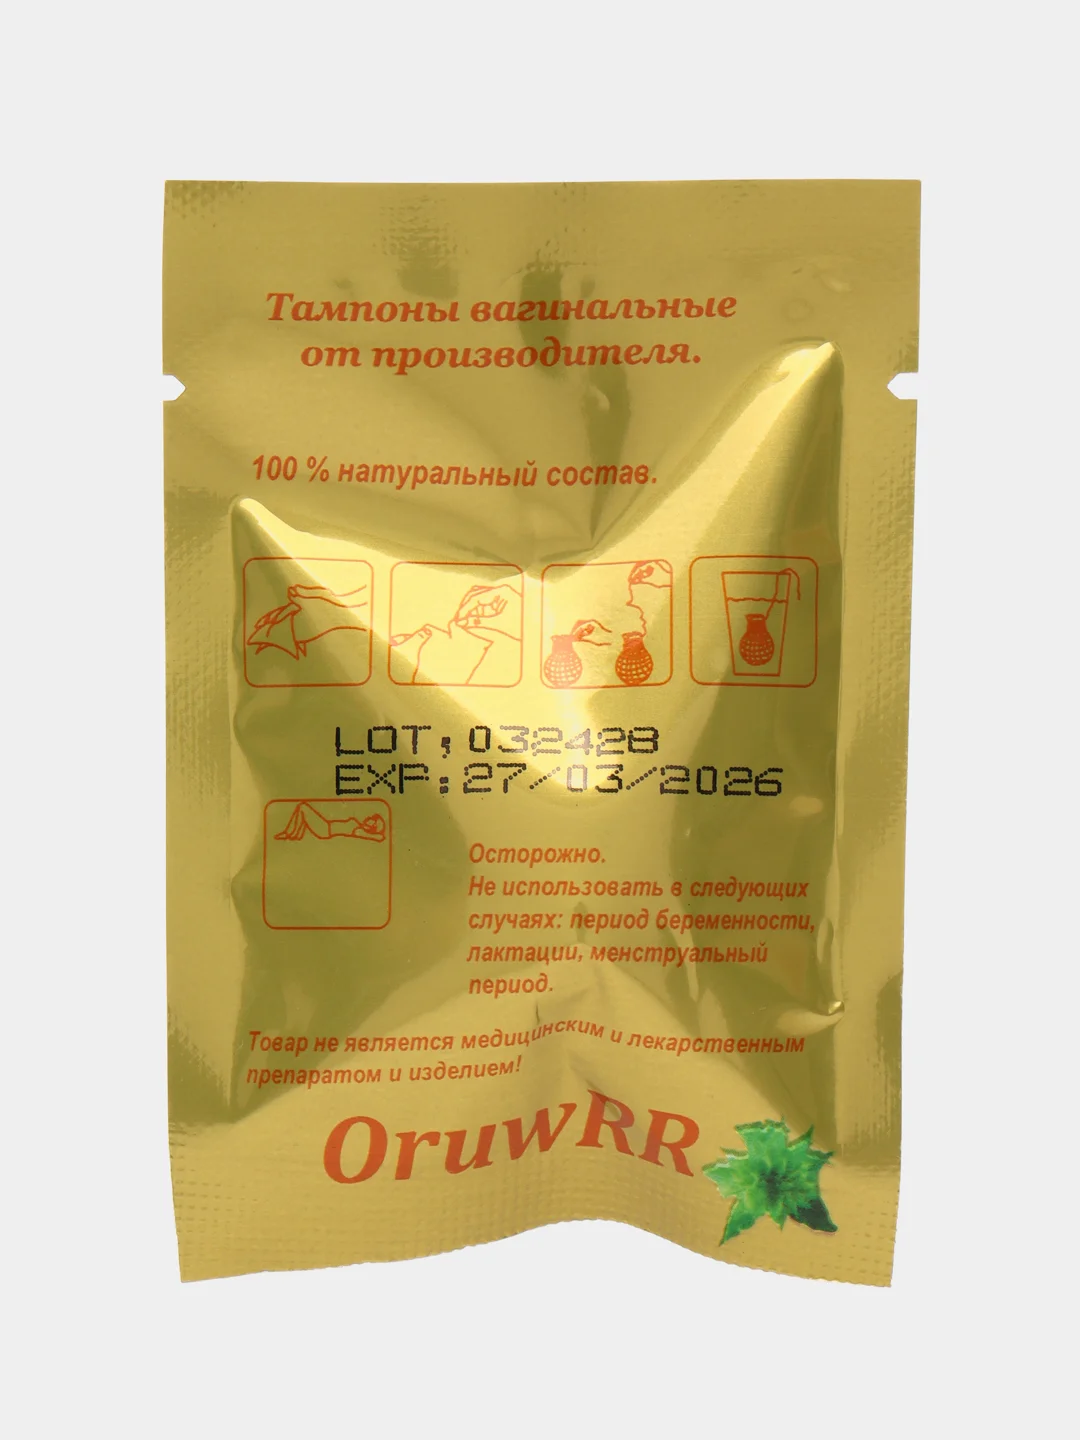 Тампоны вагинальные
от производителя.
100 % натуральный состав.
LOT;032428
EXP:27/03/2026
Осторожно.
Не использовать в следующих
случаях: период беременности,
лактации, менструальный
период.
Товар не является медицинским и лекарственным
препаратом и изделием!
OruwRR